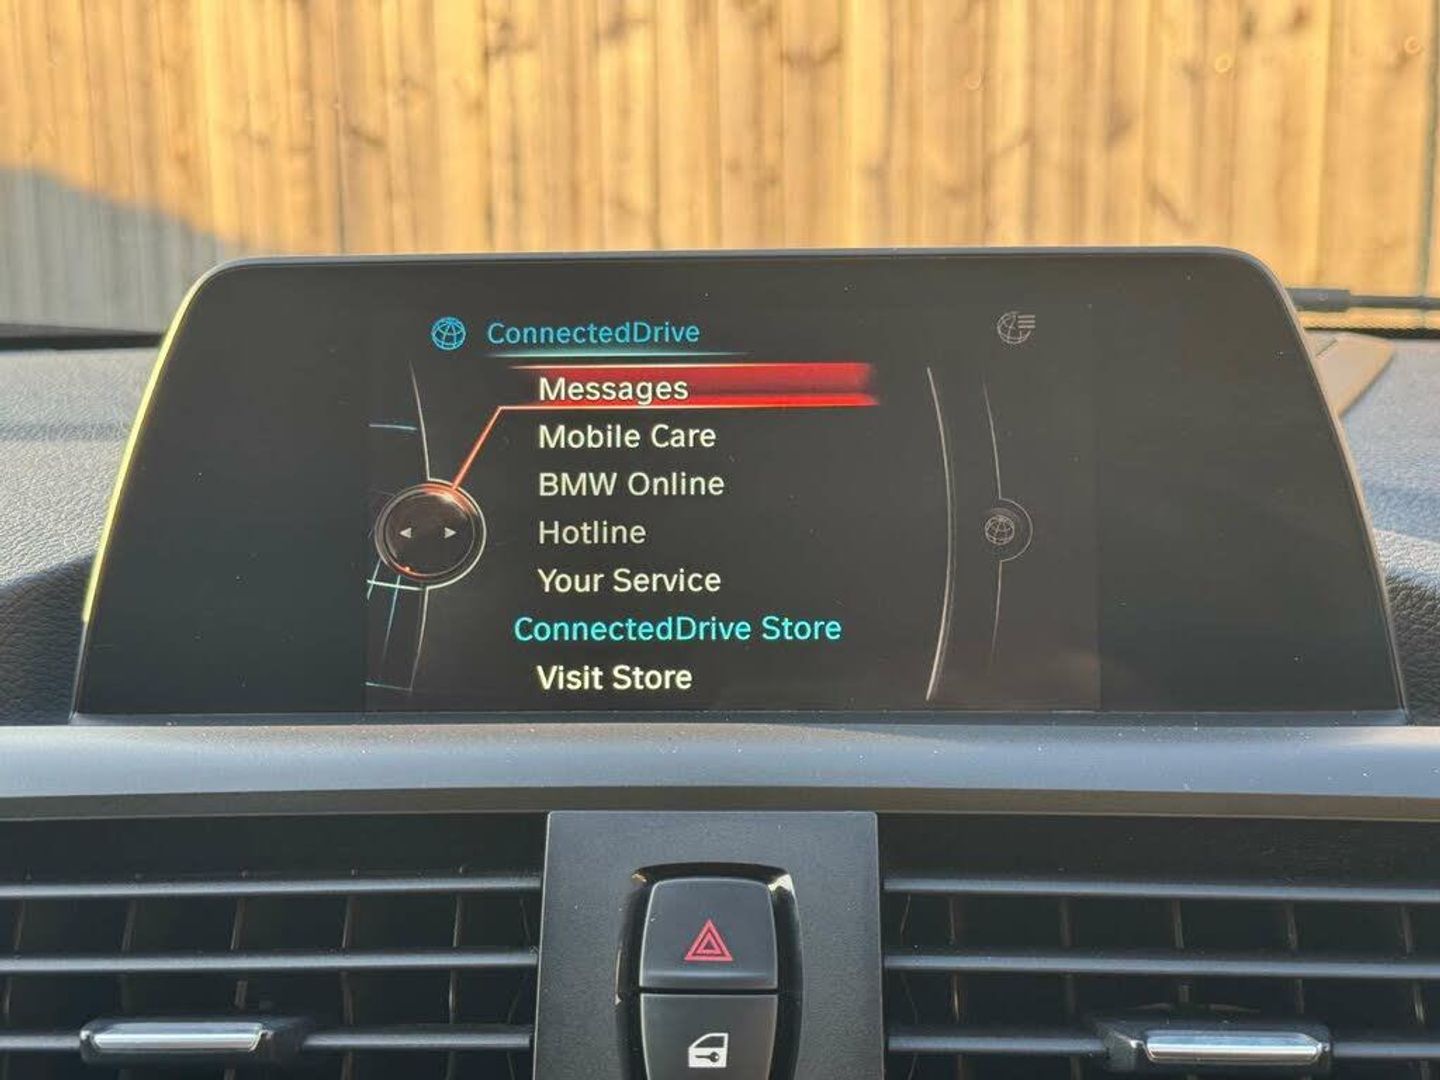 ConnectedDrive
Messages
Mobile Care
BMW Online
Hotline
Your Service
ConnectedDrive Store
Visit Store